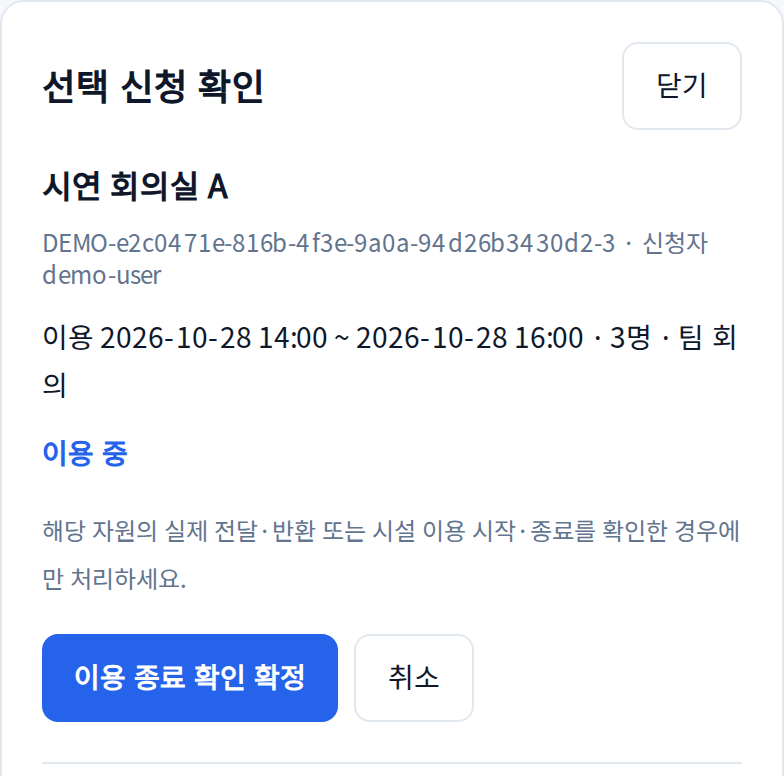 선택 신청 확인
닫기
시연 회의실 A
DEMO-e2c0471e-816b-4f3e-9a0a-94d26b3430d2-3 · 신청자
demo-user
이용 2026-10-28 14:00 ~ 2026-10-28 16:00 · 3명 · 팀 회
의
이용 중
해당 자원의 실제 전달·반환 또는 시설 이용 시작·종료를 확인한 경우에
만 처리하세요.
이용 종료 확인 확정
취소